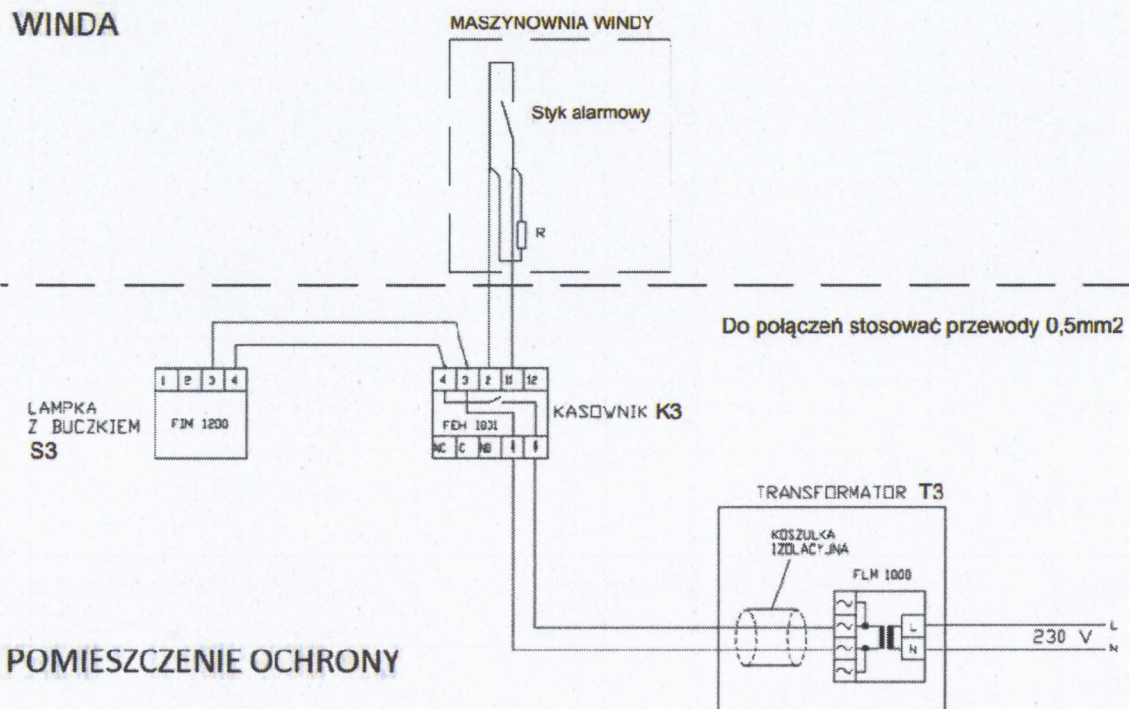 WINDA
MASZYNOWNIA WINDY
Styk alarmowy
R
Do połączeń stosować przewody 0,5mm2
1 2 3 4
FIM 1200
LAMPKA
Z BUCZKIEM
S3
4 3 2 11 12
FEH 1001
NC C NO
KASOWNIK K3
TRANSFORMATOR T3
KOSZULKA
IZOLACYJNA
FLM 1000
~
~
~
~
L
N
230 V
L
N
POMIESZCZENIE OCHRONY